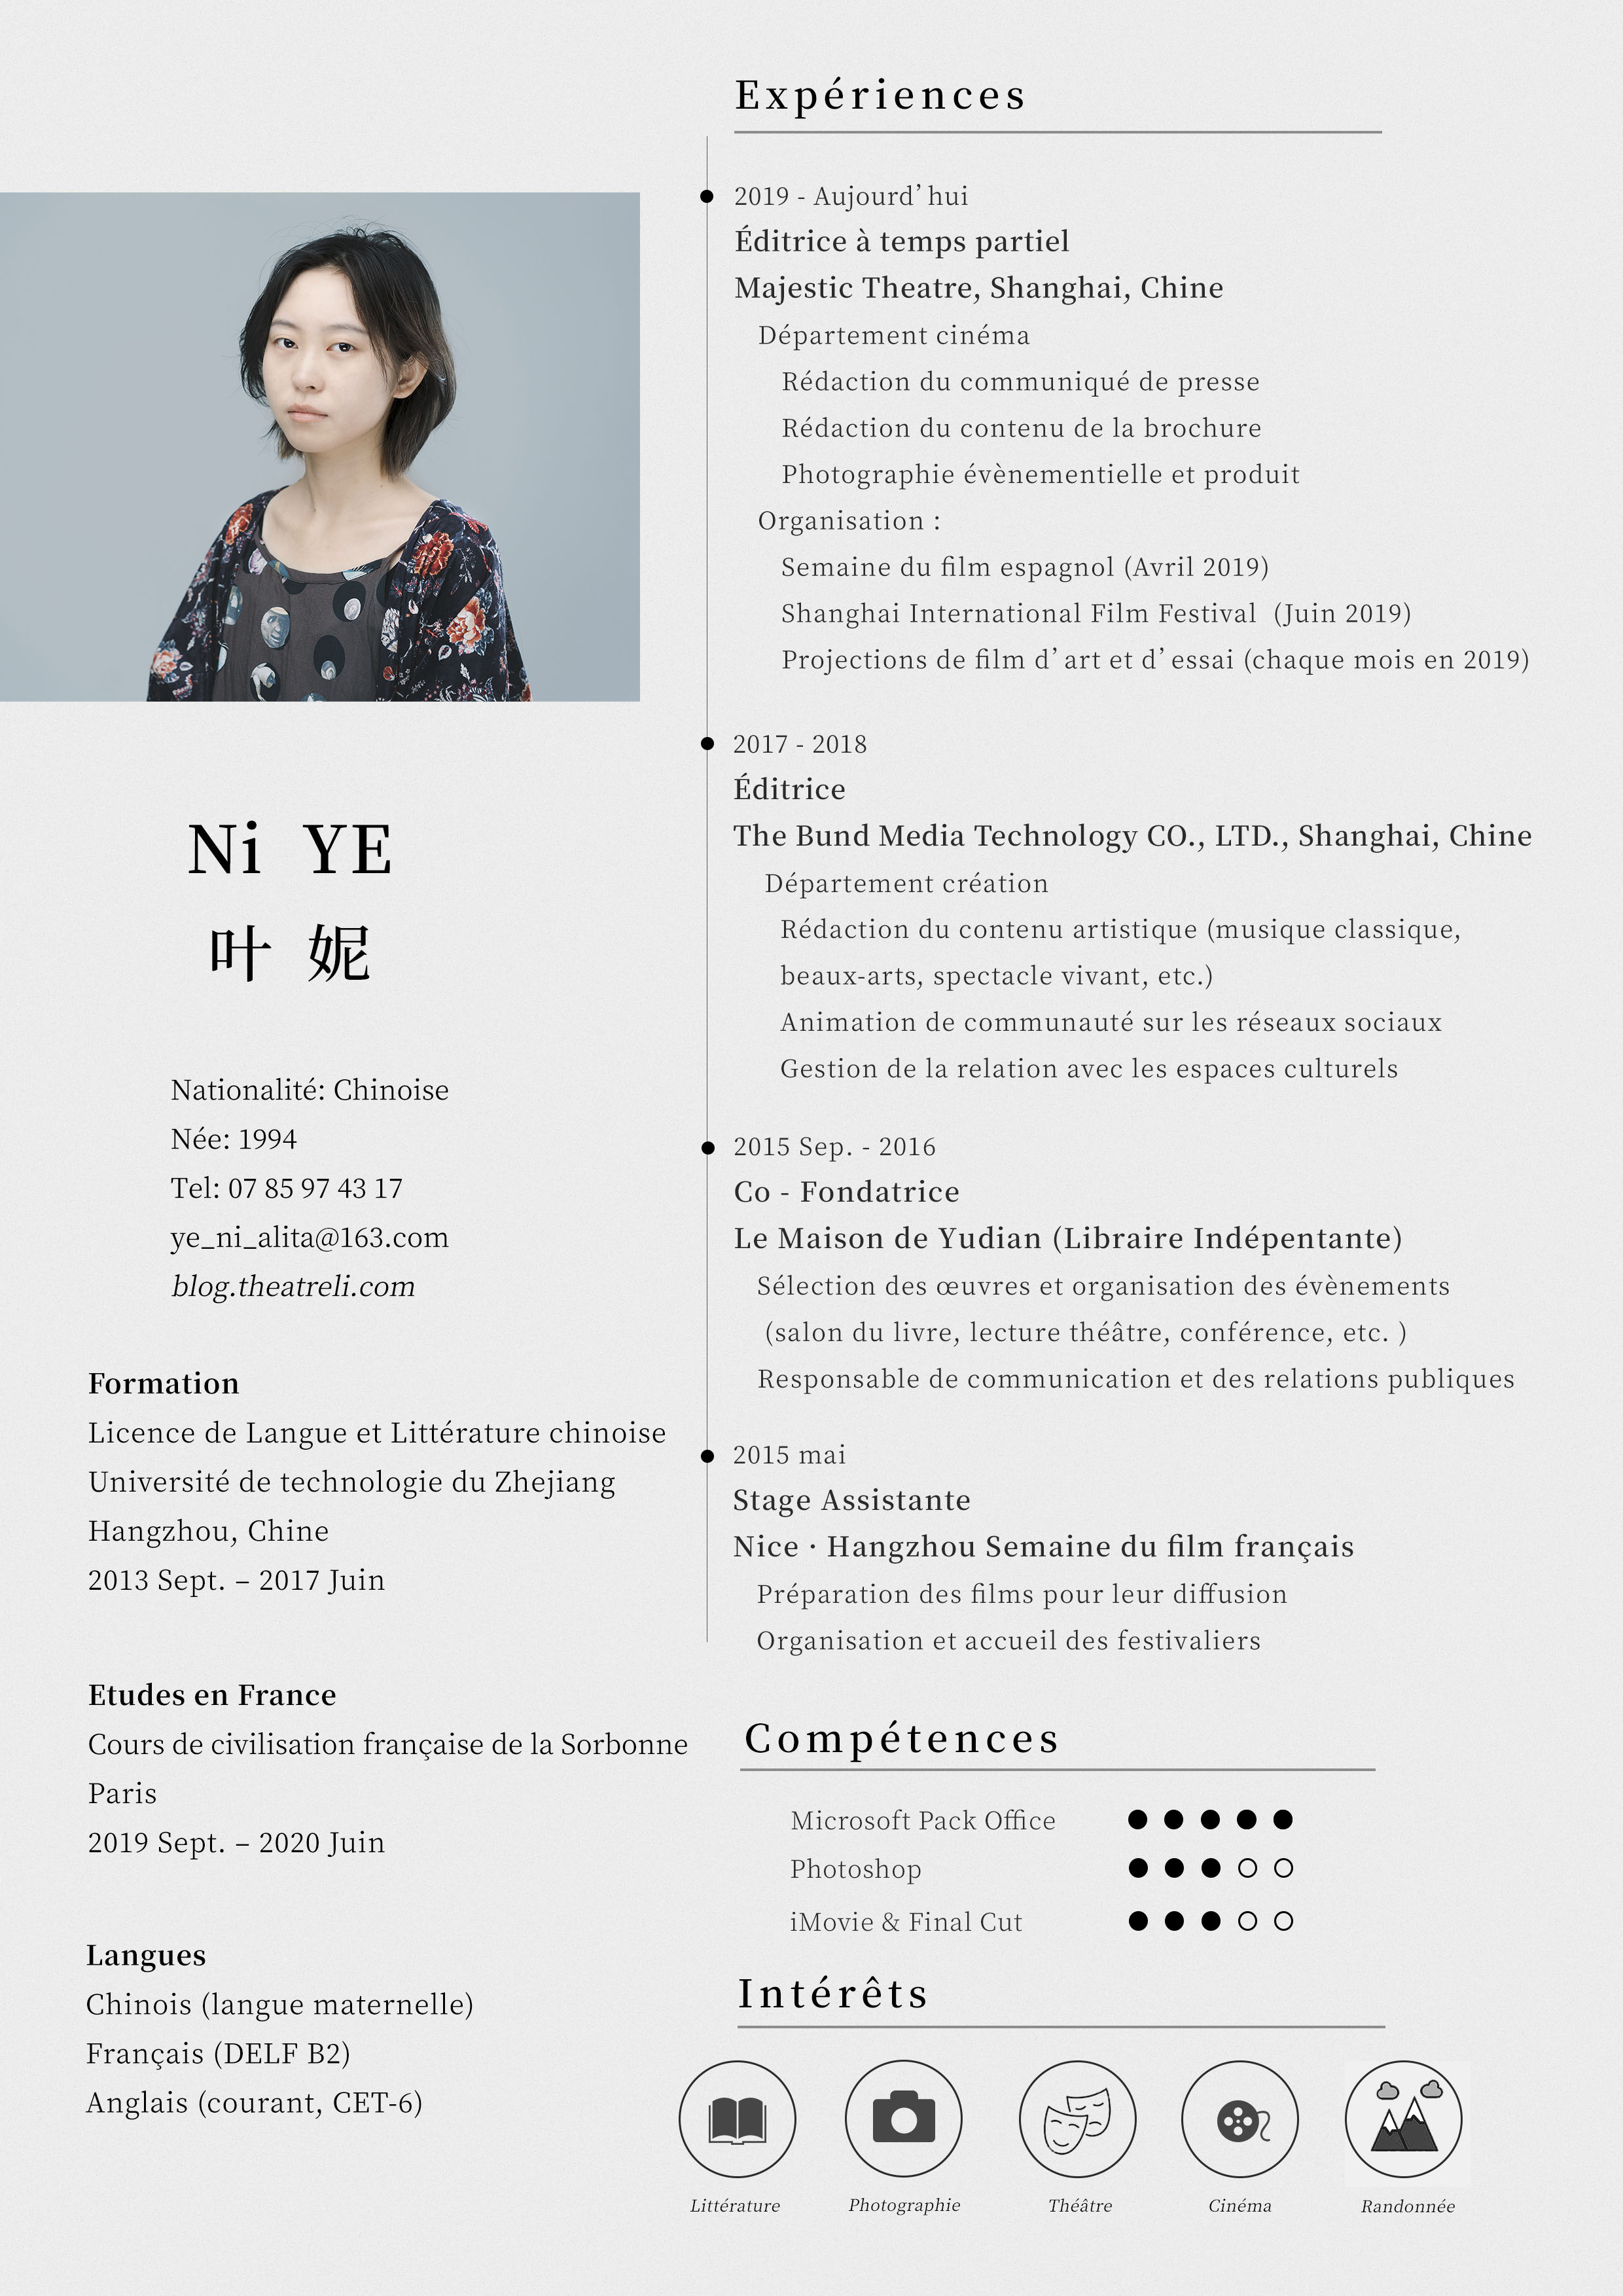 Ni YE
叶 妮
Nationalité: Chinoise
Née: 1994
Tel: 07 85 97 43 17
ye_ni_alita@163.com
blog.theatreli.com
Formation
Licence de Langue et Littérature chinoise
Université de technologie du Zhejiang
Hangzhou, Chine
2013 Sept. – 2017 Juin
Etudes en France
Cours de civilisation française de la Sorbonne
Paris
2019 Sept. – 2020 Juin
Langues
Chinois (langue maternelle)
Français (DELF B2)
Anglais (courant, CET-6)
Expériences
2019 - Aujourd’hui
Éditrice à temps partiel
Majestic Theatre, Shanghai, Chine
Département cinéma
Rédaction du communiqué de presse
Rédaction du contenu de la brochure
Photographie évènementielle et produit
Organisation :
Semaine du film espagnol (Avril 2019)
Shanghai International Film Festival (Juin 2019)
Projections de film d’art et d’essai (chaque mois en 2019)
2017 - 2018
Éditrice
The Bund Media Technology CO., LTD., Shanghai, Chine
Département création
Rédaction du contenu artistique (musique classique,
beaux-arts, spectacle vivant, etc.)
Animation de communauté sur les réseaux sociaux
Gestion de la relation avec les espaces culturels
2015 Sep. - 2016
Co - Fondatrice
Le Maison de Yudian (Libraire Indépentante)
Sélection des œuvres et organisation des évènements
(salon du livre, lecture théâtre, conférence, etc. )
Responsable de communication et des relations publiques
2015 mai
Stage Assistante
Nice · Hangzhou Semaine du film français
Préparation des films pour leur diffusion
Organisation et accueil des festivaliers
Compétences
Microsoft Pack Office
Photoshop
iMovie & Final Cut
Intérêts
Littérature
Photographie
Théâtre
Cinéma
Randonnée